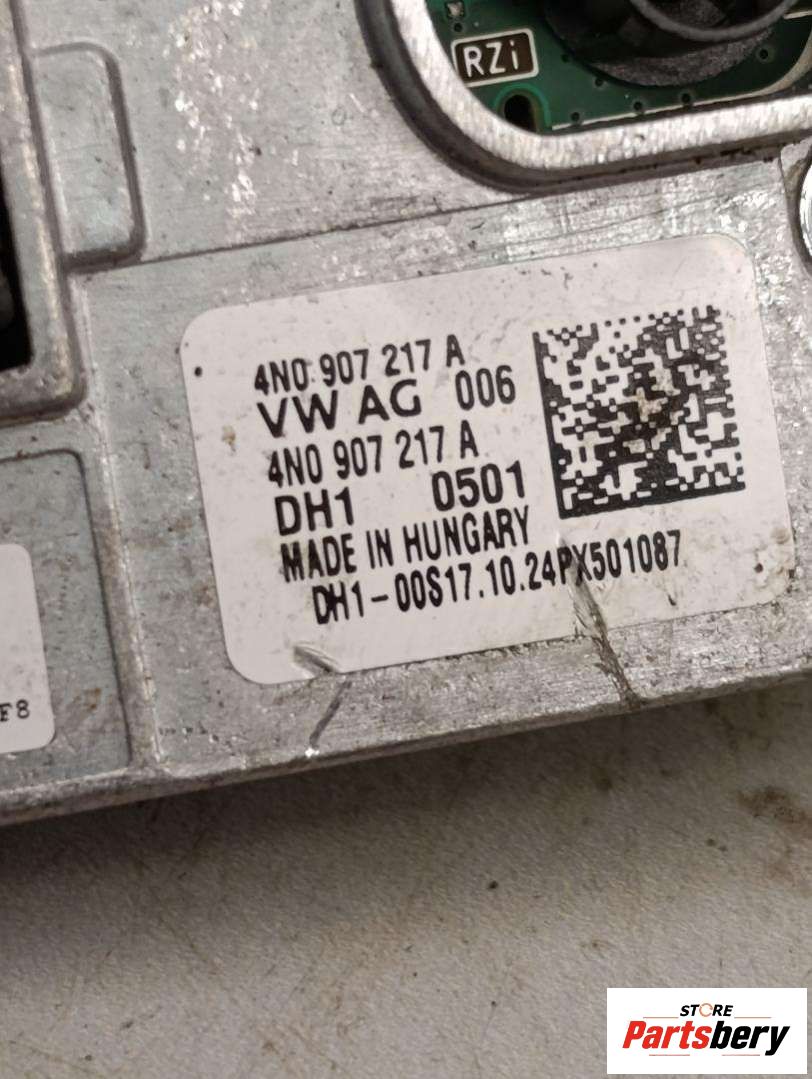 RZi
4N0 907 217 A
VW AG 006
4N0 907 217 A
DH1 0501
MADE IN HUNGARY
DH1-00S17.10.24PX501087
F8
STORE
Partsbery